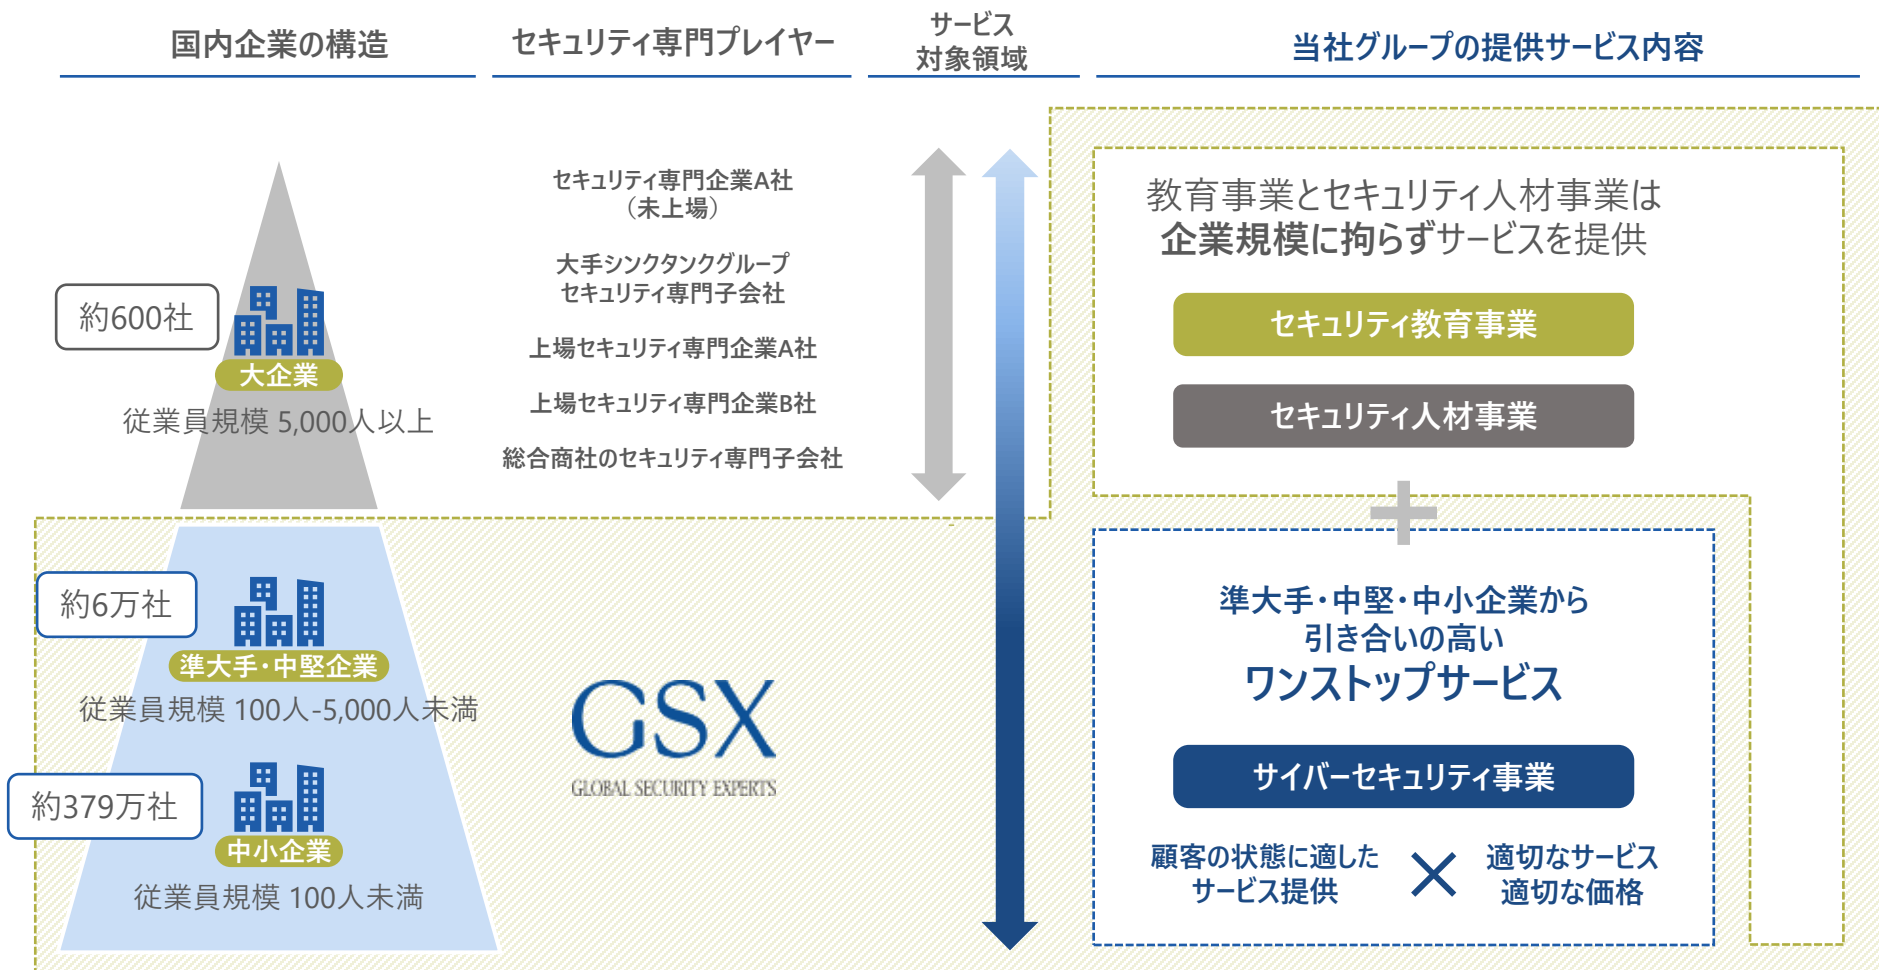 国内企業の構造
セキュリティ専門プレイヤー
サービス
対象領域
当社グループの提供サービス内容
約600社
大企業
従業員規模 5,000人以上
約6万社
準大手・中堅企業
従業員規模 100人-5,000人未満
約379万社
中小企業
従業員規模 100人未満
セキュリティ専門企業A社
（未上場）
大手シンクタンクグループ
セキュリティ専門子会社
上場セキュリティ専門企業A社
上場セキュリティ専門企業B社
総合商社のセキュリティ専門子会社
GSX
GLOBAL SECURITY EXPERTS
教育事業とセキュリティ人材事業は
企業規模に拘らずサービスを提供
セキュリティ教育事業
セキュリティ人材事業
準大手・中堅・中小企業から
引き合いの高い
ワンストップサービス
サイバーセキュリティ事業
顧客の状態に適した
サービス提供
適切なサービス
適切な価格